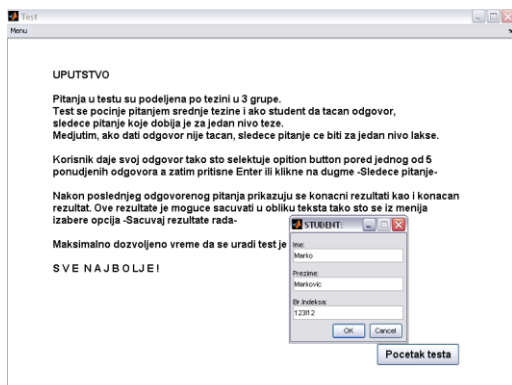 Test
Menu
UPUTSTVO
Pitanja u testu su podeljena po tezini u 3 grupe.
Test se pocinje pitanjem srednje tezine i ako student da tacan odgovor,
sledece pitanje koje dobija je za jedan nivo teze.
Medjutim, ako dati odgovor nije tacan, sledece pitanje ce biti za jedan nivo lakse.
Korisnik daje svoj odgovor tako sto selektuje opition button pored jednog od 5
ponudjenih odgovora a zatim pritisne Enter ili klikne na dugme -Sledece pitanje-
Nakon poslednjeg odgovorenog pitanja prikazuju se konacni rezultati kao i konacan
rezultat. Ove rezultate je moguce sacuvati u obliku teksta tako sto se iz menija
izabere opcija -Sacuvaj rezultate rada-
Maksimalno dozvoljeno vreme da se uradi test je
S V E N A J B O L J E !
STUDENT:
Ime:
Marko
Prezime:
Markovic
Br.Indeksa:
123/12
OK Cancel
Pocetak testa